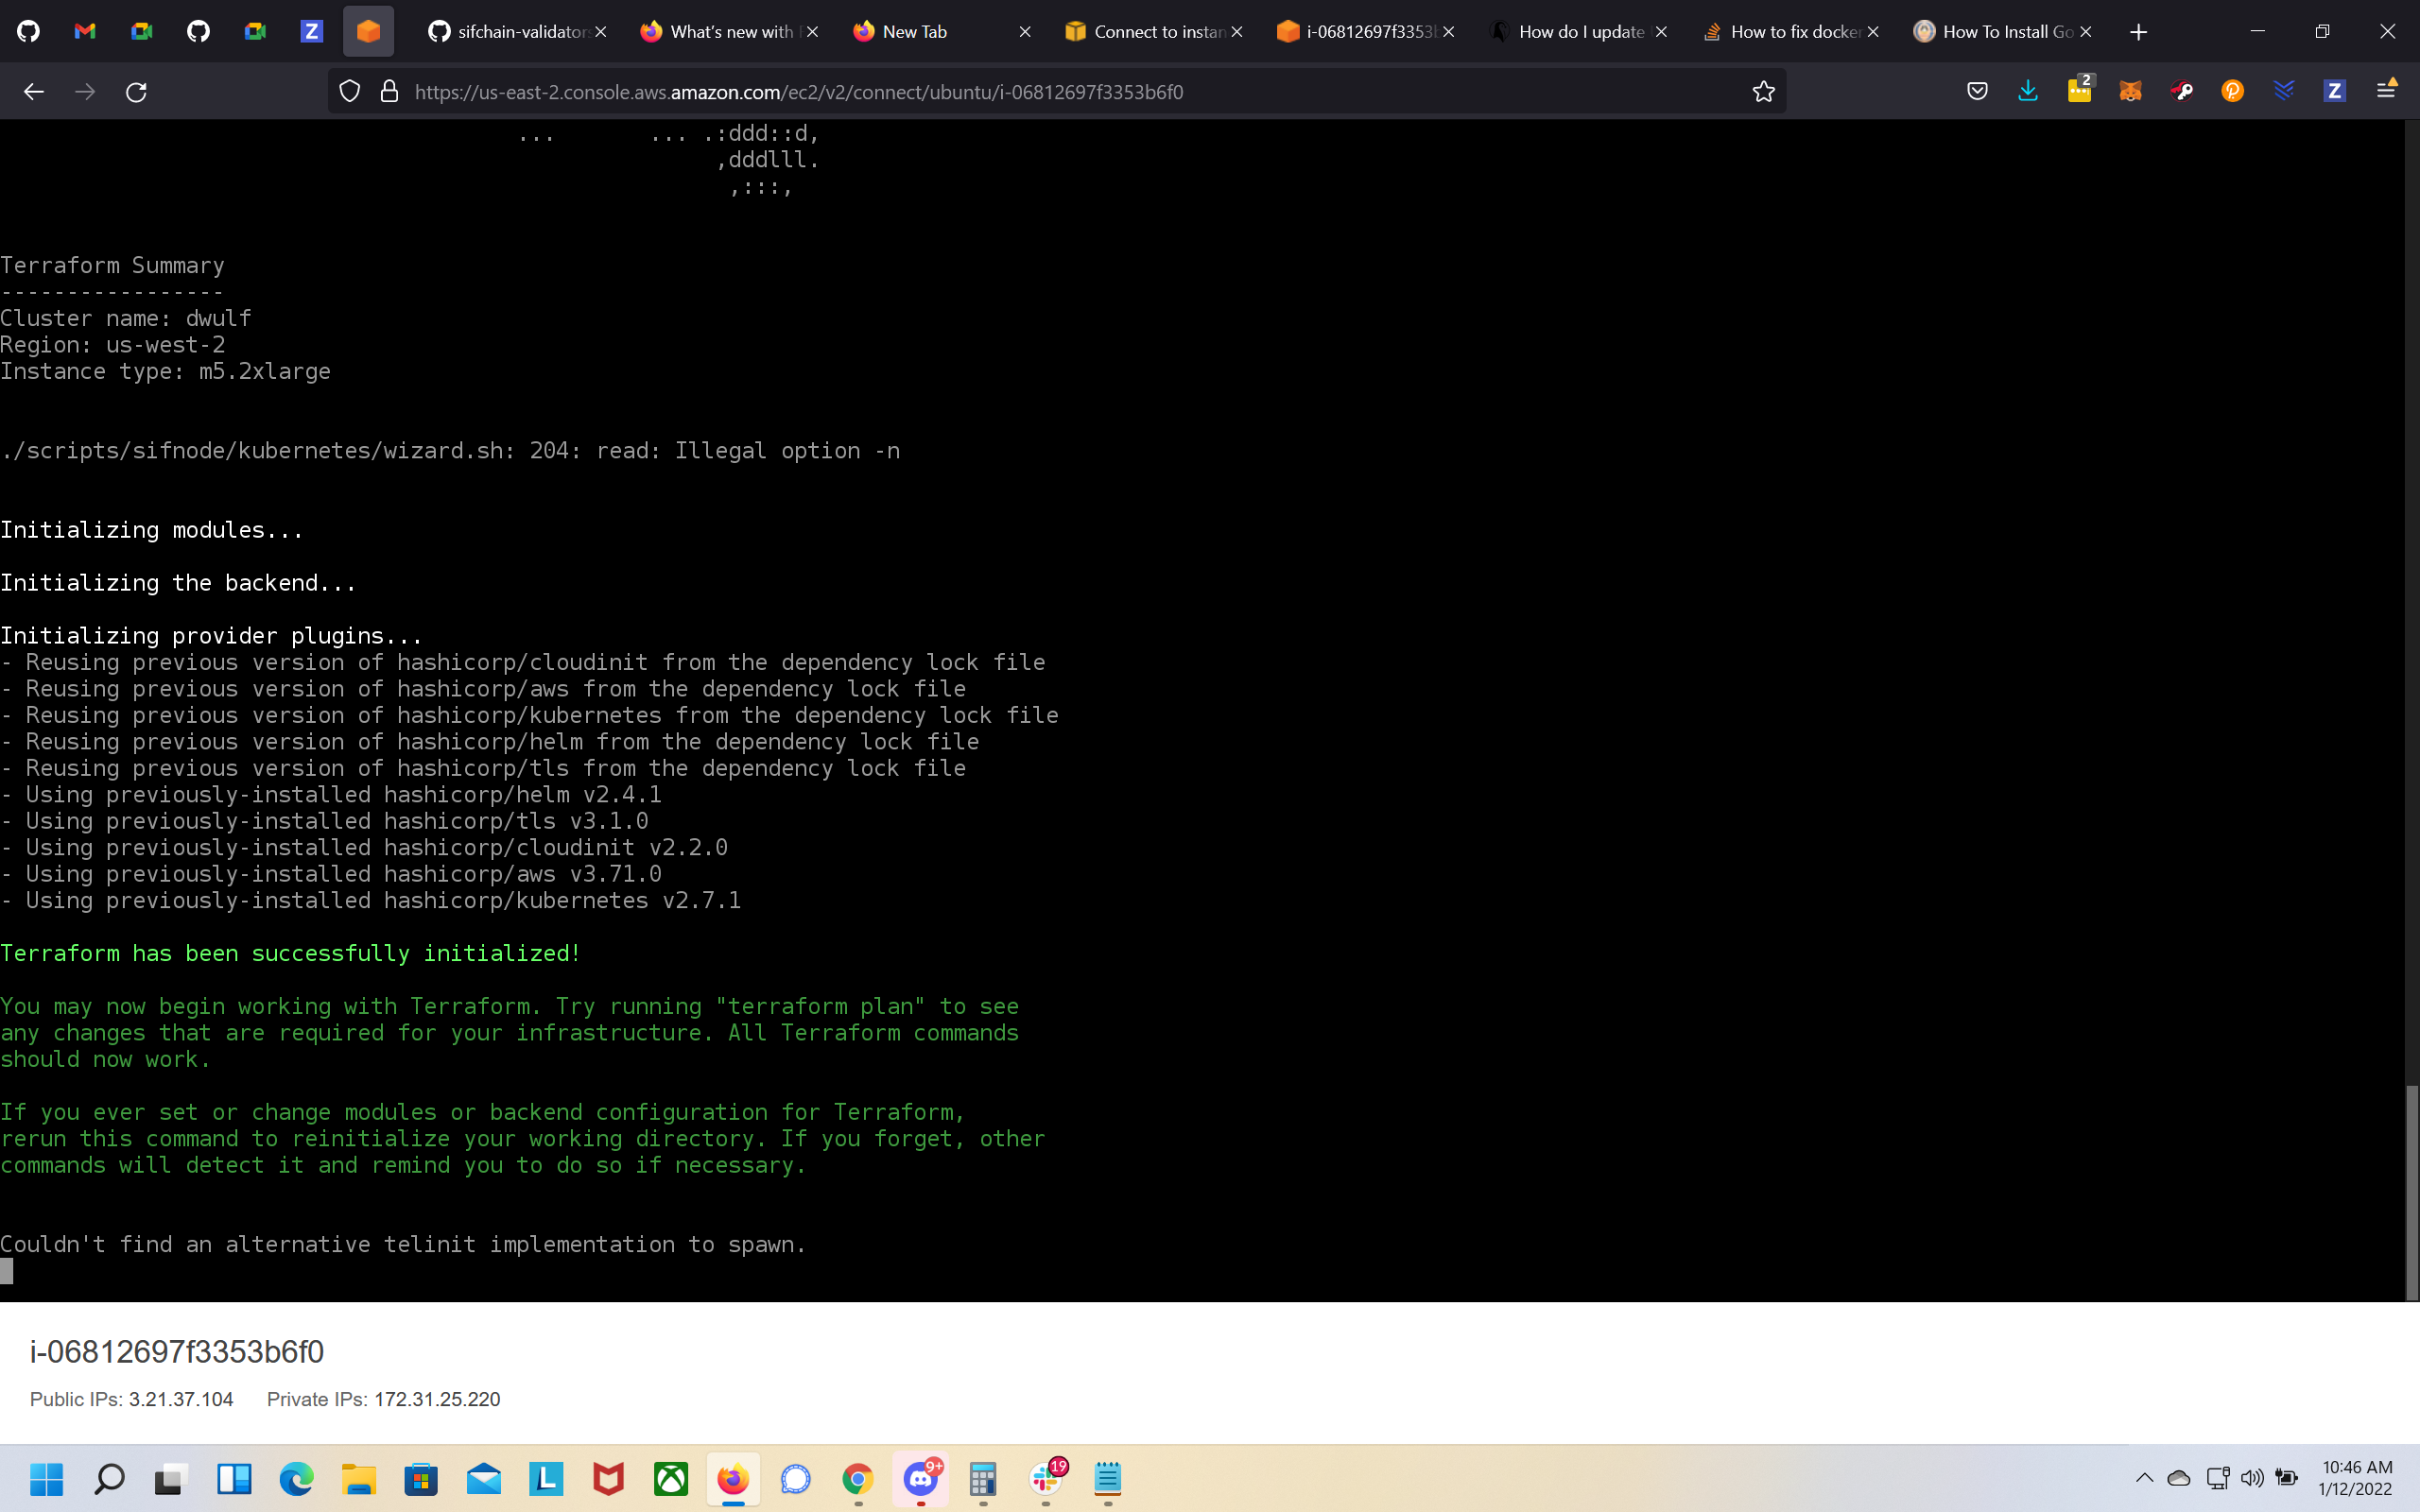 sifchain-validator
What's new with F
New Tab
Connect to instan
i-06812697f3353b
How do I update
How to fix docker
How To Install Go
https://us-east-2.console.aws.amazon.com/ec2/v2/connect/ubuntu/i-06812697f3353b6f0
2
... ... .:ddd::d,
,dddlll.
,:::,
Terraform Summary
-----------------
Cluster name: dwulf
Region: us-west-2
Instance type: m5.2xlarge
./scripts/sifnode/kubernetes/wizard.sh: 204: read: Illegal option -n
Initializing modules...
Initializing the backend...
Initializing provider plugins...
- Reusing previous version of hashicorp/cloudinit from the dependency lock file
- Reusing previous version of hashicorp/aws from the dependency lock file
- Reusing previous version of hashicorp/kubernetes from the dependency lock file
- Reusing previous version of hashicorp/helm from the dependency lock file
- Reusing previous version of hashicorp/tls from the dependency lock file
- Using previously-installed hashicorp/helm v2.4.1
- Using previously-installed hashicorp/tls v3.1.0
- Using previously-installed hashicorp/cloudinit v2.2.0
- Using previously-installed hashicorp/aws v3.71.0
- Using previously-installed hashicorp/kubernetes v2.7.1
Terraform has been successfully initialized!
You may now begin working with Terraform. Try running "terraform plan" to see
any changes that are required for your infrastructure. All Terraform commands
should now work.
If you ever set or change modules or backend configuration for Terraform,
rerun this command to reinitialize your working directory. If you forget, other
commands will detect it and remind you to do so if necessary.
Couldn't find an alternative telinit implementation to spawn.
i-06812697f3353b6f0
Public IPs: 3.21.37.104 Private IPs: 172.31.25.220
9+
19
10:46 AM
1/12/2022